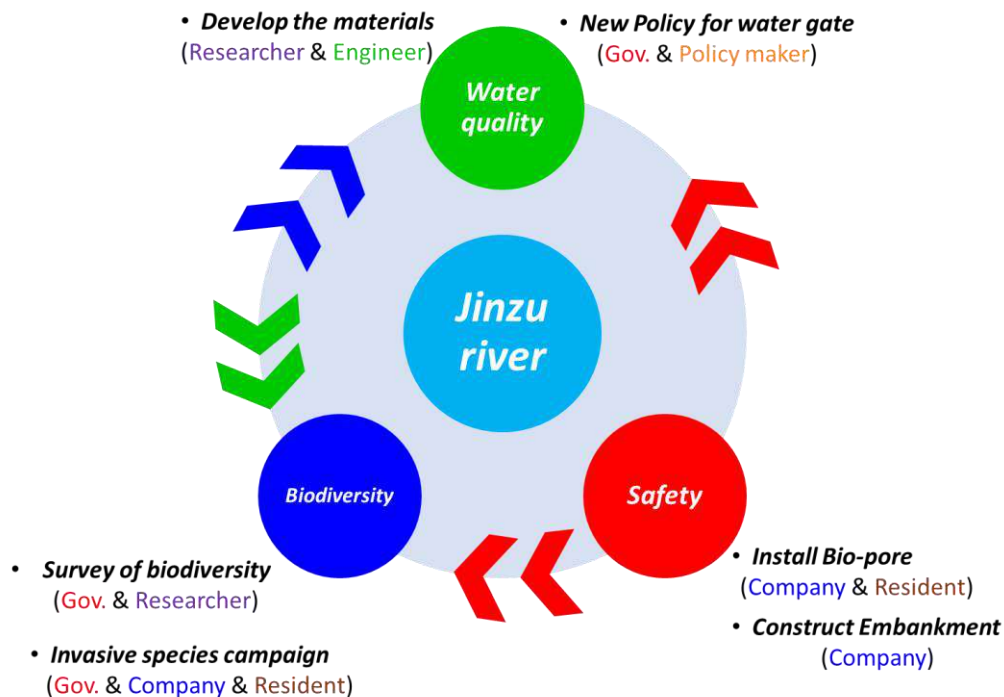 • Develop the materials
(Researcher & Engineer)
• New Policy for water gate
(Gov. & Policy maker)
Water
quality
Jinzu
river
Biodiversity
Safety
• Survey of biodiversity
(Gov. & Researcher)
• Invasive species campaign
(Gov. & Company & Resident)
• Install Bio-pore
(Company & Resident)
• Construct Embankment
(Company)